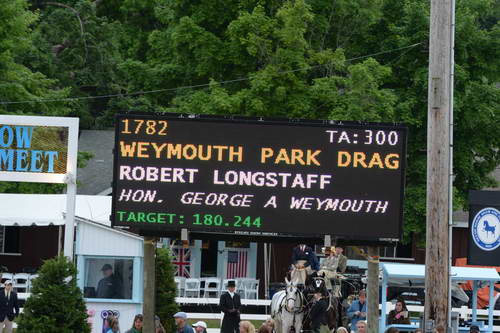 OW
MEET
1782 TA:300
WEYMOUTH PARK DRAG
ROBERT LONGSTAFF
HON. GEORGE A WEYMOUTH
TARGET: 180.244